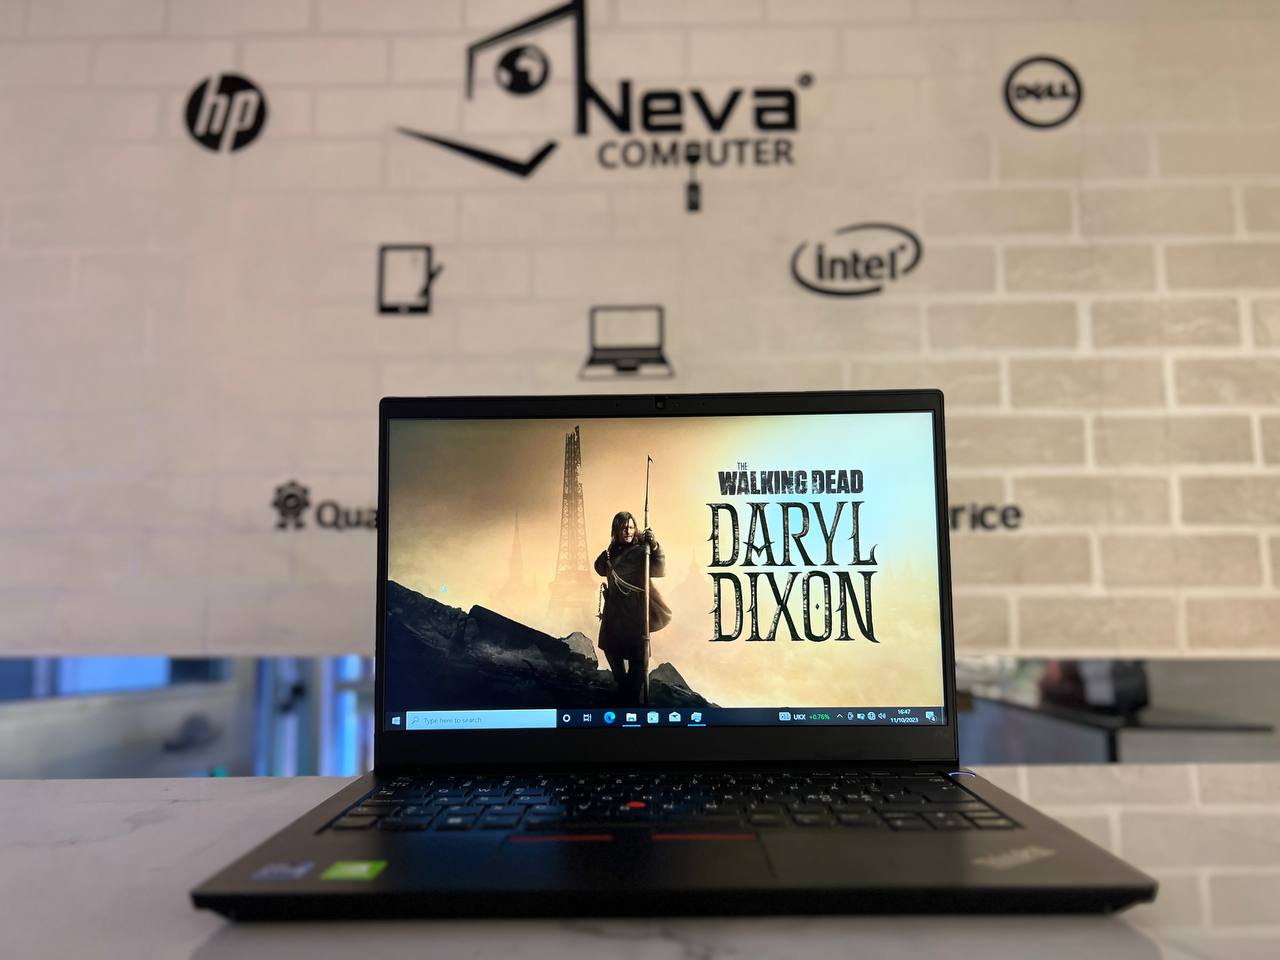 hp
Neva
COMPUTER
DELL
intel
Qua
rice
THE
WALKING DEAD
DARYL
DIXON
Type here to search
UKX +0.76%
16:47
11/10/2023
ThinkPad